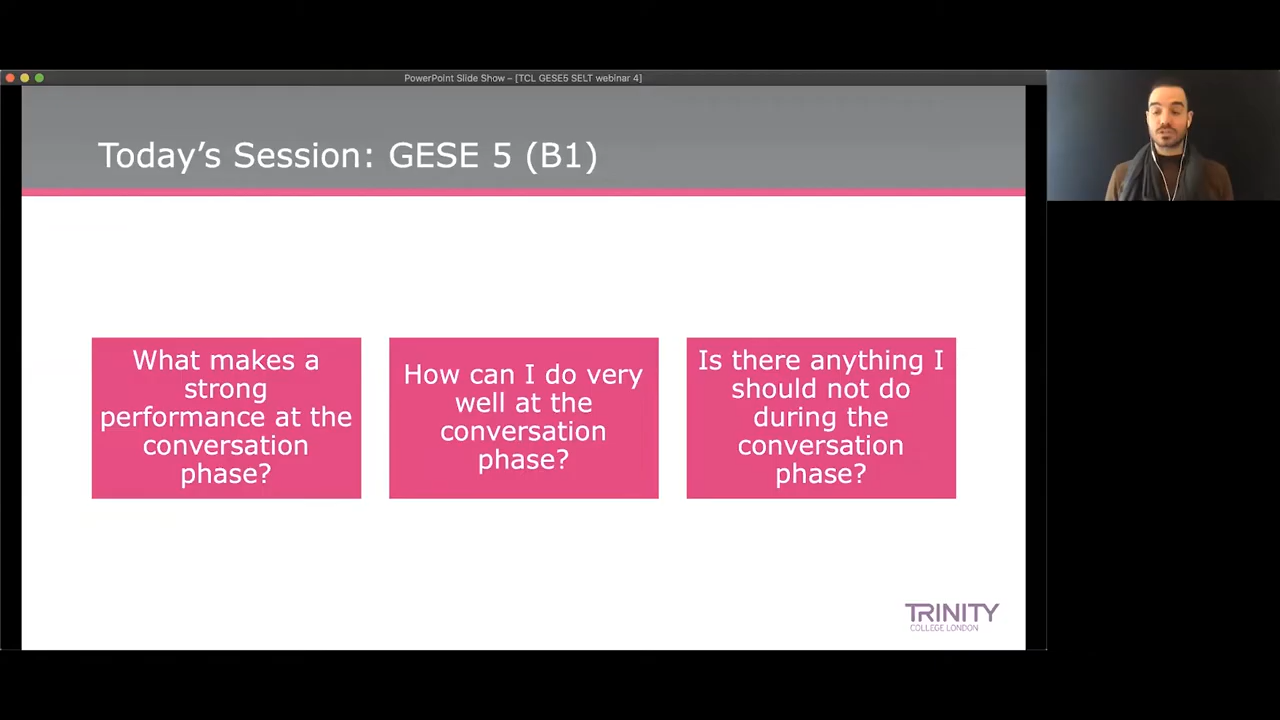 PowerPoint Slide Show – [TCL GESE5 SELT webinar 4]
Today's Session: GESE 5 (B1)
What makes a
strong
performance at the
conversation
phase?
How can I do very
well at the
conversation
phase?
Is there anything I
should not do
during the
conversation
phase?
TRINITY
COLLEGE LONDON